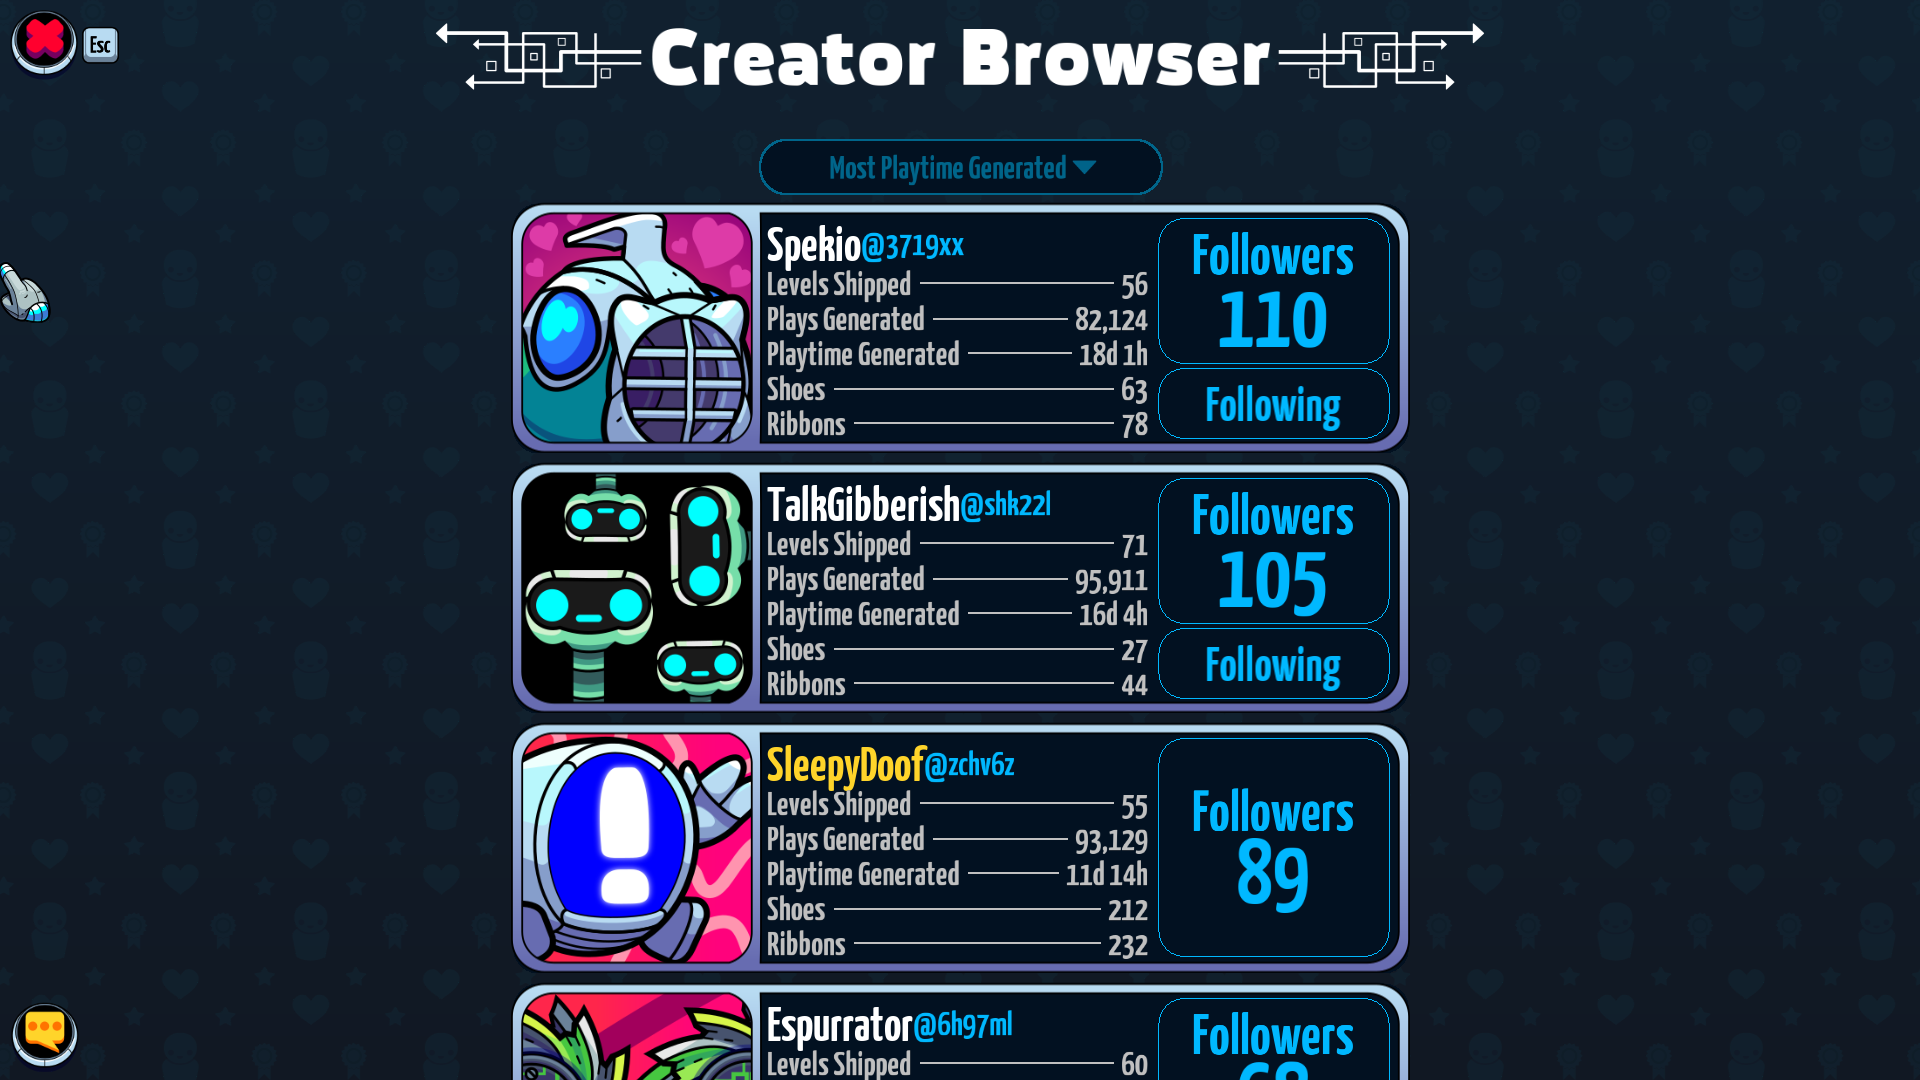 Esc
Creator Browser
Most Playtime Generated
Spekio@3719xx
Levels Shipped 56
Plays Generated 82,124
Playtime Generated 18d 1h
Shoes 63
Ribbons 78
Followers
110
Following
TalkGibberish@shk22l
Levels Shipped 71
Plays Generated 95,911
Playtime Generated 16d 4h
Shoes 27
Ribbons 44
Followers
105
Following
SleepyDoof@zchv6z
Levels Shipped 55
Plays Generated 93,129
Playtime Generated 11d 14h
Shoes 212
Ribbons 232
Followers
89
Espurrator@6h97ml
Levels Shipped 60
Followers